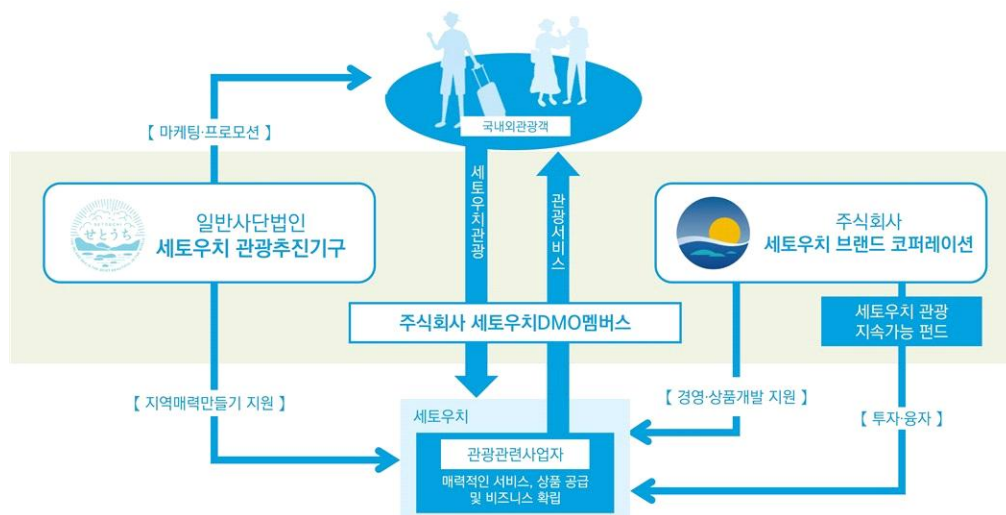 국내외관광객
【 마케팅·프로모션 】
세토우치관광
관광서비스
SETOUCHI
せとうち
일반사단법인
세토우치 관광추진기구
주식회사
세토우치 브랜드 코퍼레이션
주식회사 세토우치DMO멤버스
세토우치 관광
지속가능 펀드
【 지역매력만들기 지원 】
【 경영·상품개발 지원 】
【 투자·융자 】
세토우치
관광관련사업자
매력적인 서비스, 상품 공급
및 비즈니스 확립